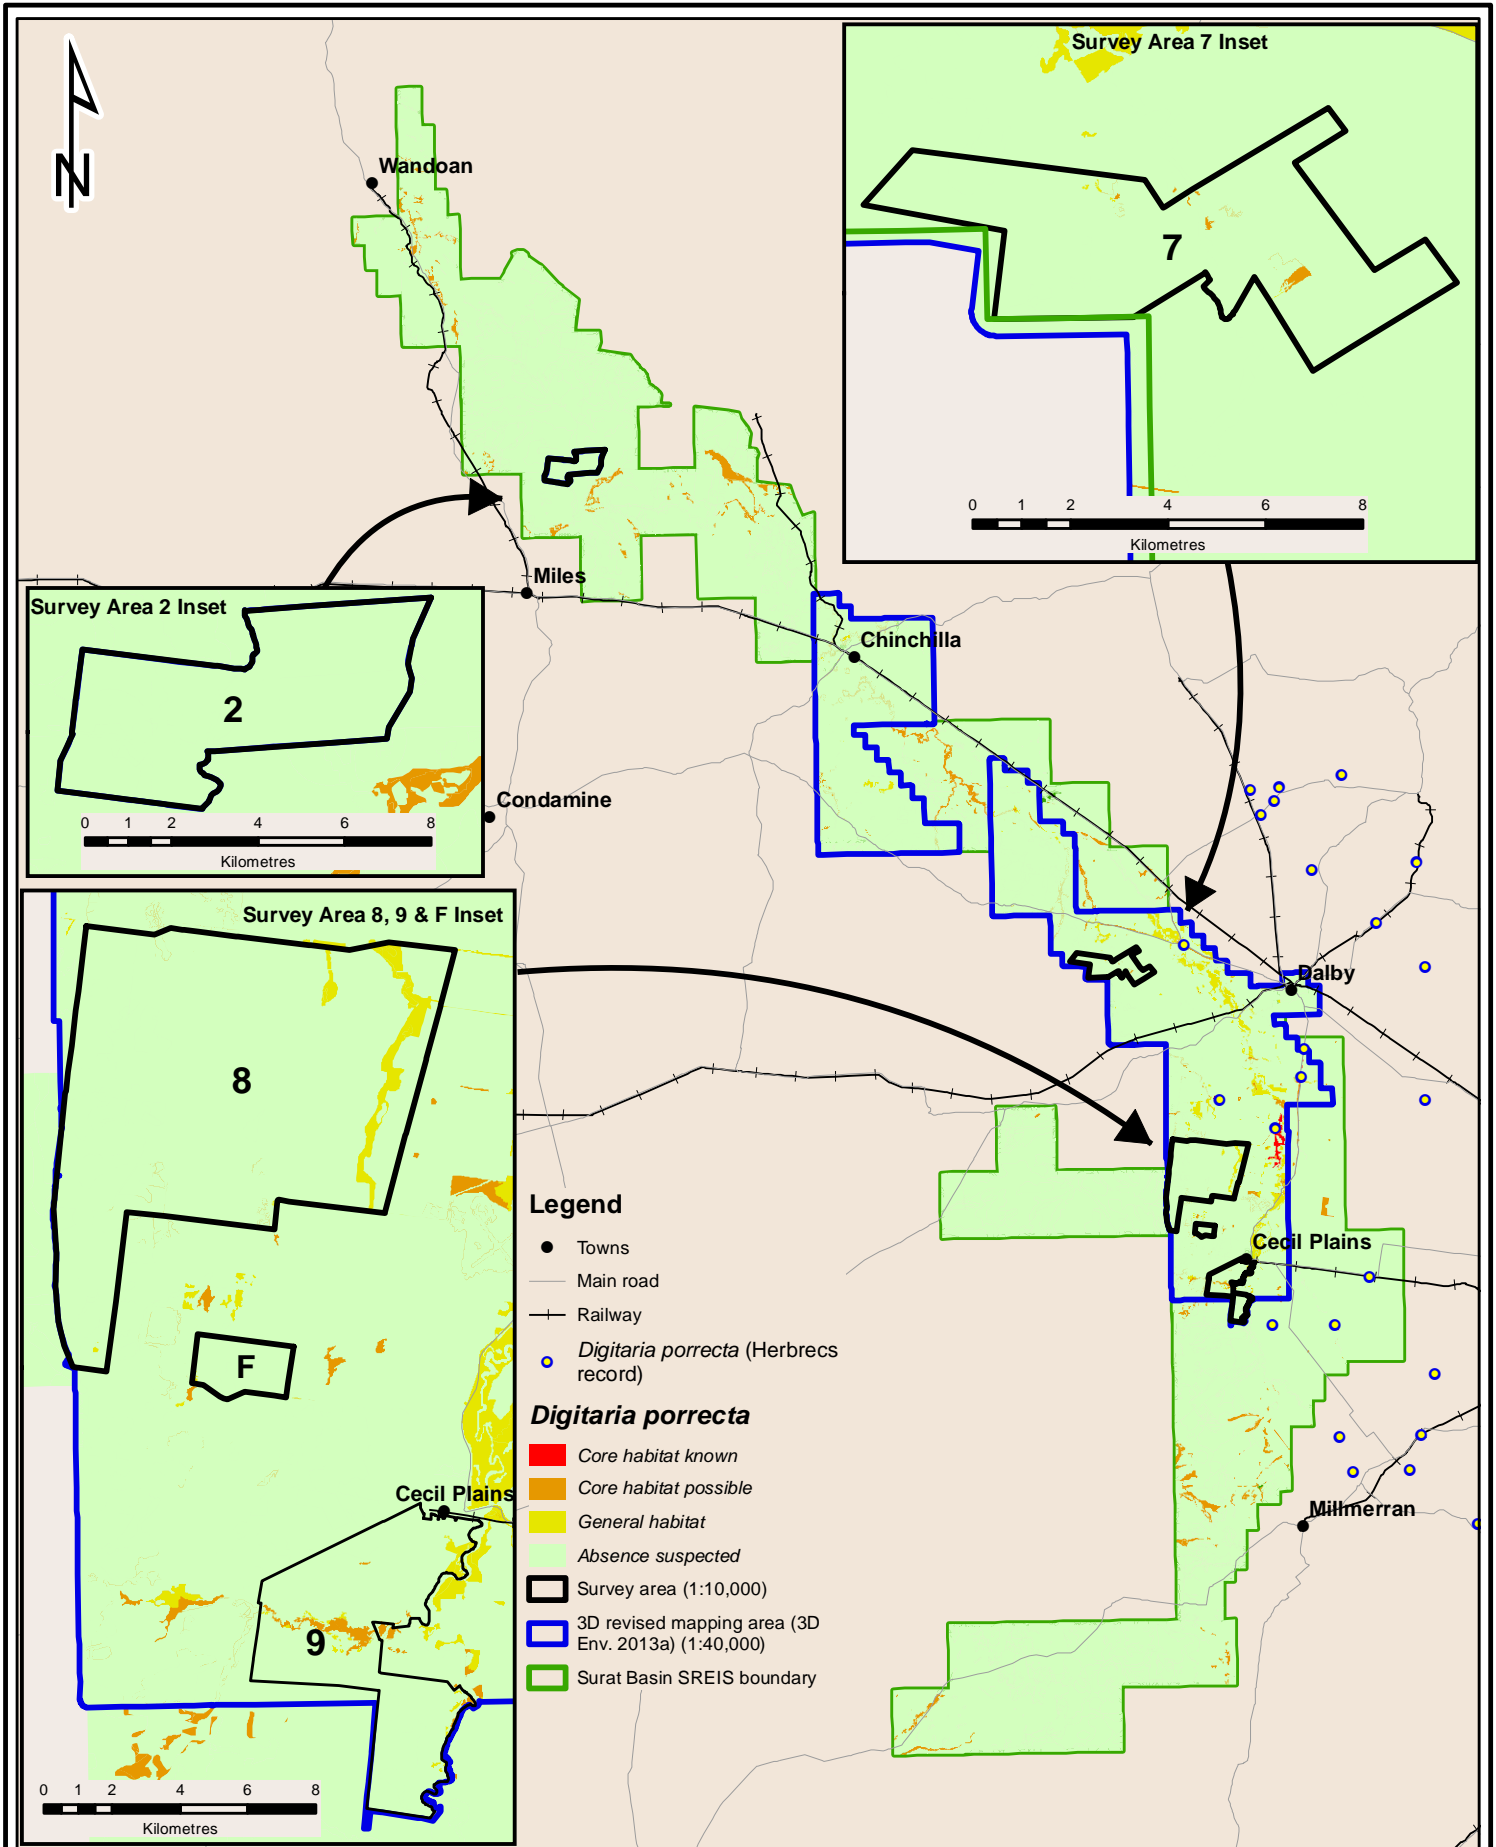 Survey Area 7 Inset
N
Wandoan
7
0 1 2 4 6 8
Kilometres
Miles
Survey Area 2 Inset
Chinchilla
2
Condamine
0 1 2 4 6 8
Kilometres
Survey Area 8, 9 & F Inset
Dalby
8
Legend
Towns
Main road
Railway
Digitaria porrecta (Herbrecs
record)
Digitaria porrecta
Core habitat known
Core habitat possible
General habitat
Absence suspected
Survey area (1:10,000)
3D revised mapping area (3D
Env. 2013a) (1:40,000)
Surat Basin SREIS boundary
Cecil Plains
F
Cecil Plains
Millmerran
9
0 1 2 4 6 8
Kilometres